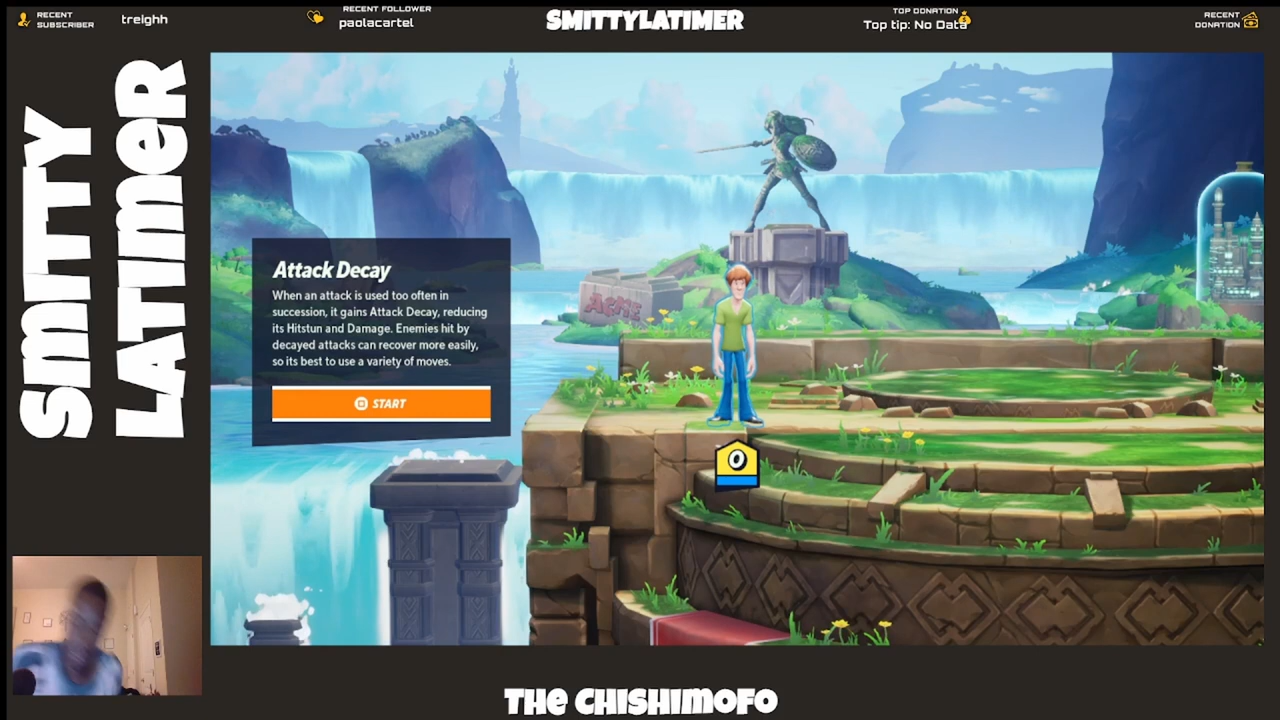 RECENT
SUBSCRIBER
treighh
RECENT FOLLOWER
paolacartel
SMITTYLATIMER
TOP DONATION
Top tip: No Data
RECENT
DONATION
SMITTY
LATIMER
ACME
Attack Decay
When an attack is used too often in
succession, it gains Attack Decay, reducing
its Hitstun and Damage. Enemies hit by
decayed attacks can recover more easily,
so its best to use a variety of moves.
START
0
THE CHISHIMOFO